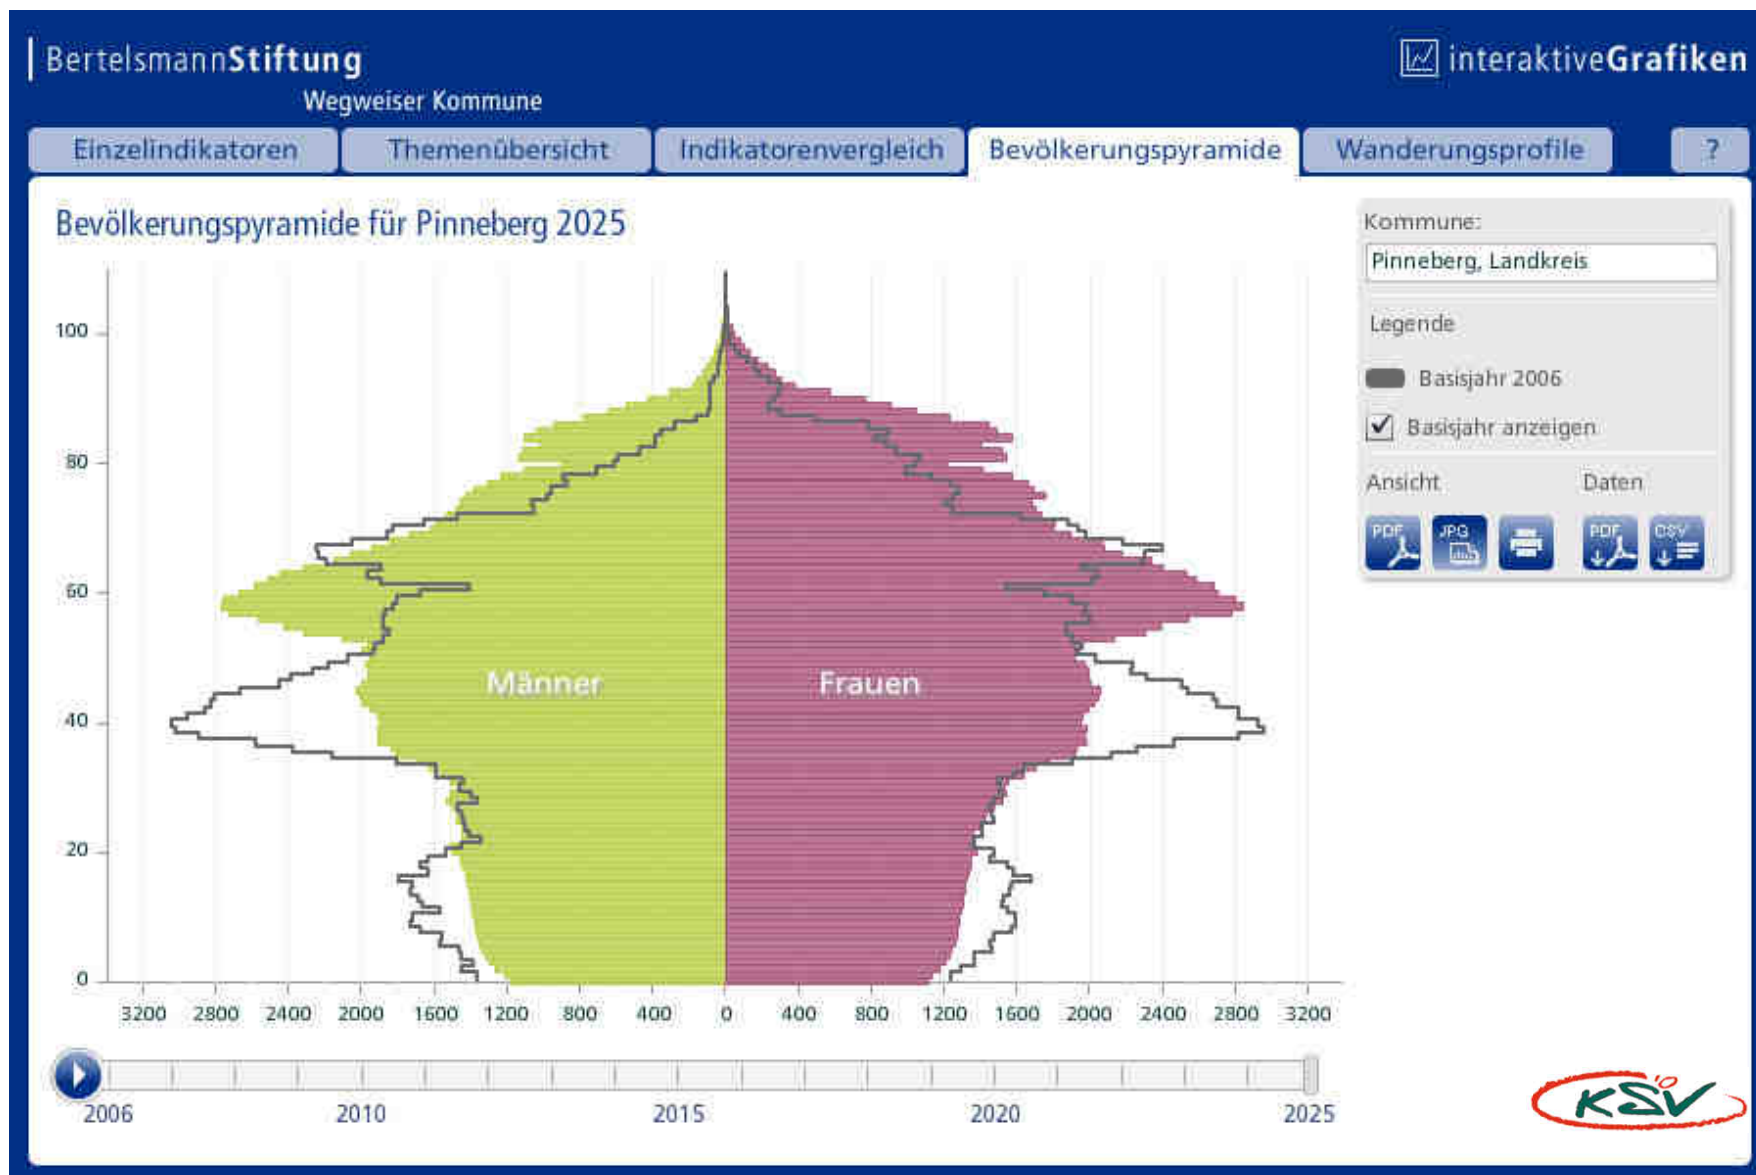 BertelsmannStiftung
interaktiveGrafiken
Wegweiser Kommune
Einzelindikatoren Themenübersicht Indikatorenvergleich Bevölkerungspyramide Wanderungsprofile ?
Bevölkerungspyramide für Pinneberg 2025
Kommune:
Pinneberg, Landkreis
Legende
Basisjahr 2006
Basisjahr anzeigen
Ansicht Daten
PDF JPG PDF CSV
100
80
60
40
20
0
Männer Frauen
3200 2800 2400 2000 1600 1200 800 400 0 400 800 1200 1600 2000 2400 2800 3200
2006 2010 2015 2020 2025
KSV '10